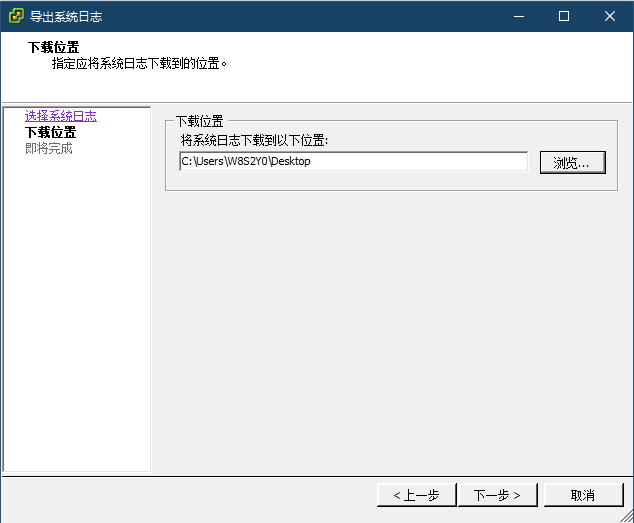 导出系统日志
下载位置
指定应将系统日志下载到的位置。
选择系统日志
下载位置
即将完成
下载位置
将系统日志下载到以下位置:
C:\Users\W8S2Y0\Desktop
浏览...
< 上一步
下一步 >
取消